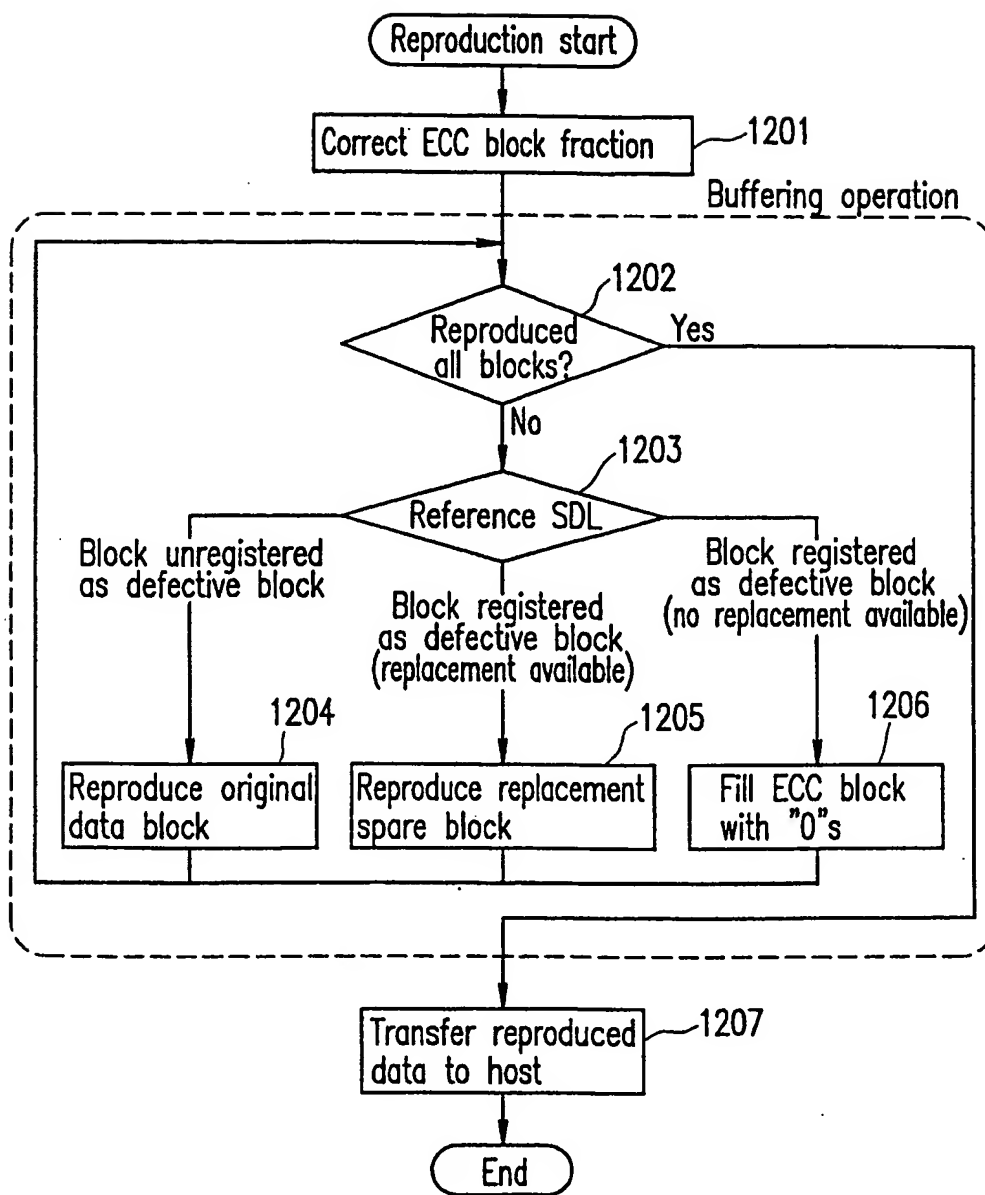 Reproduction start
Correct ECC block fraction
1201
Buffering operation
1202
Reproduced
all blocks?
Yes
No
1203
Reference SDL
Block unregistered
as defective block
Block registered
as defective block
(replacement available)
Block registered
as defective block
(no replacement available)
1204
1205
1206
Reproduce original
data block
Reproduce replacement
spare block
Fill ECC block
with "0"s
1207
Transfer reproduced
data to host
End